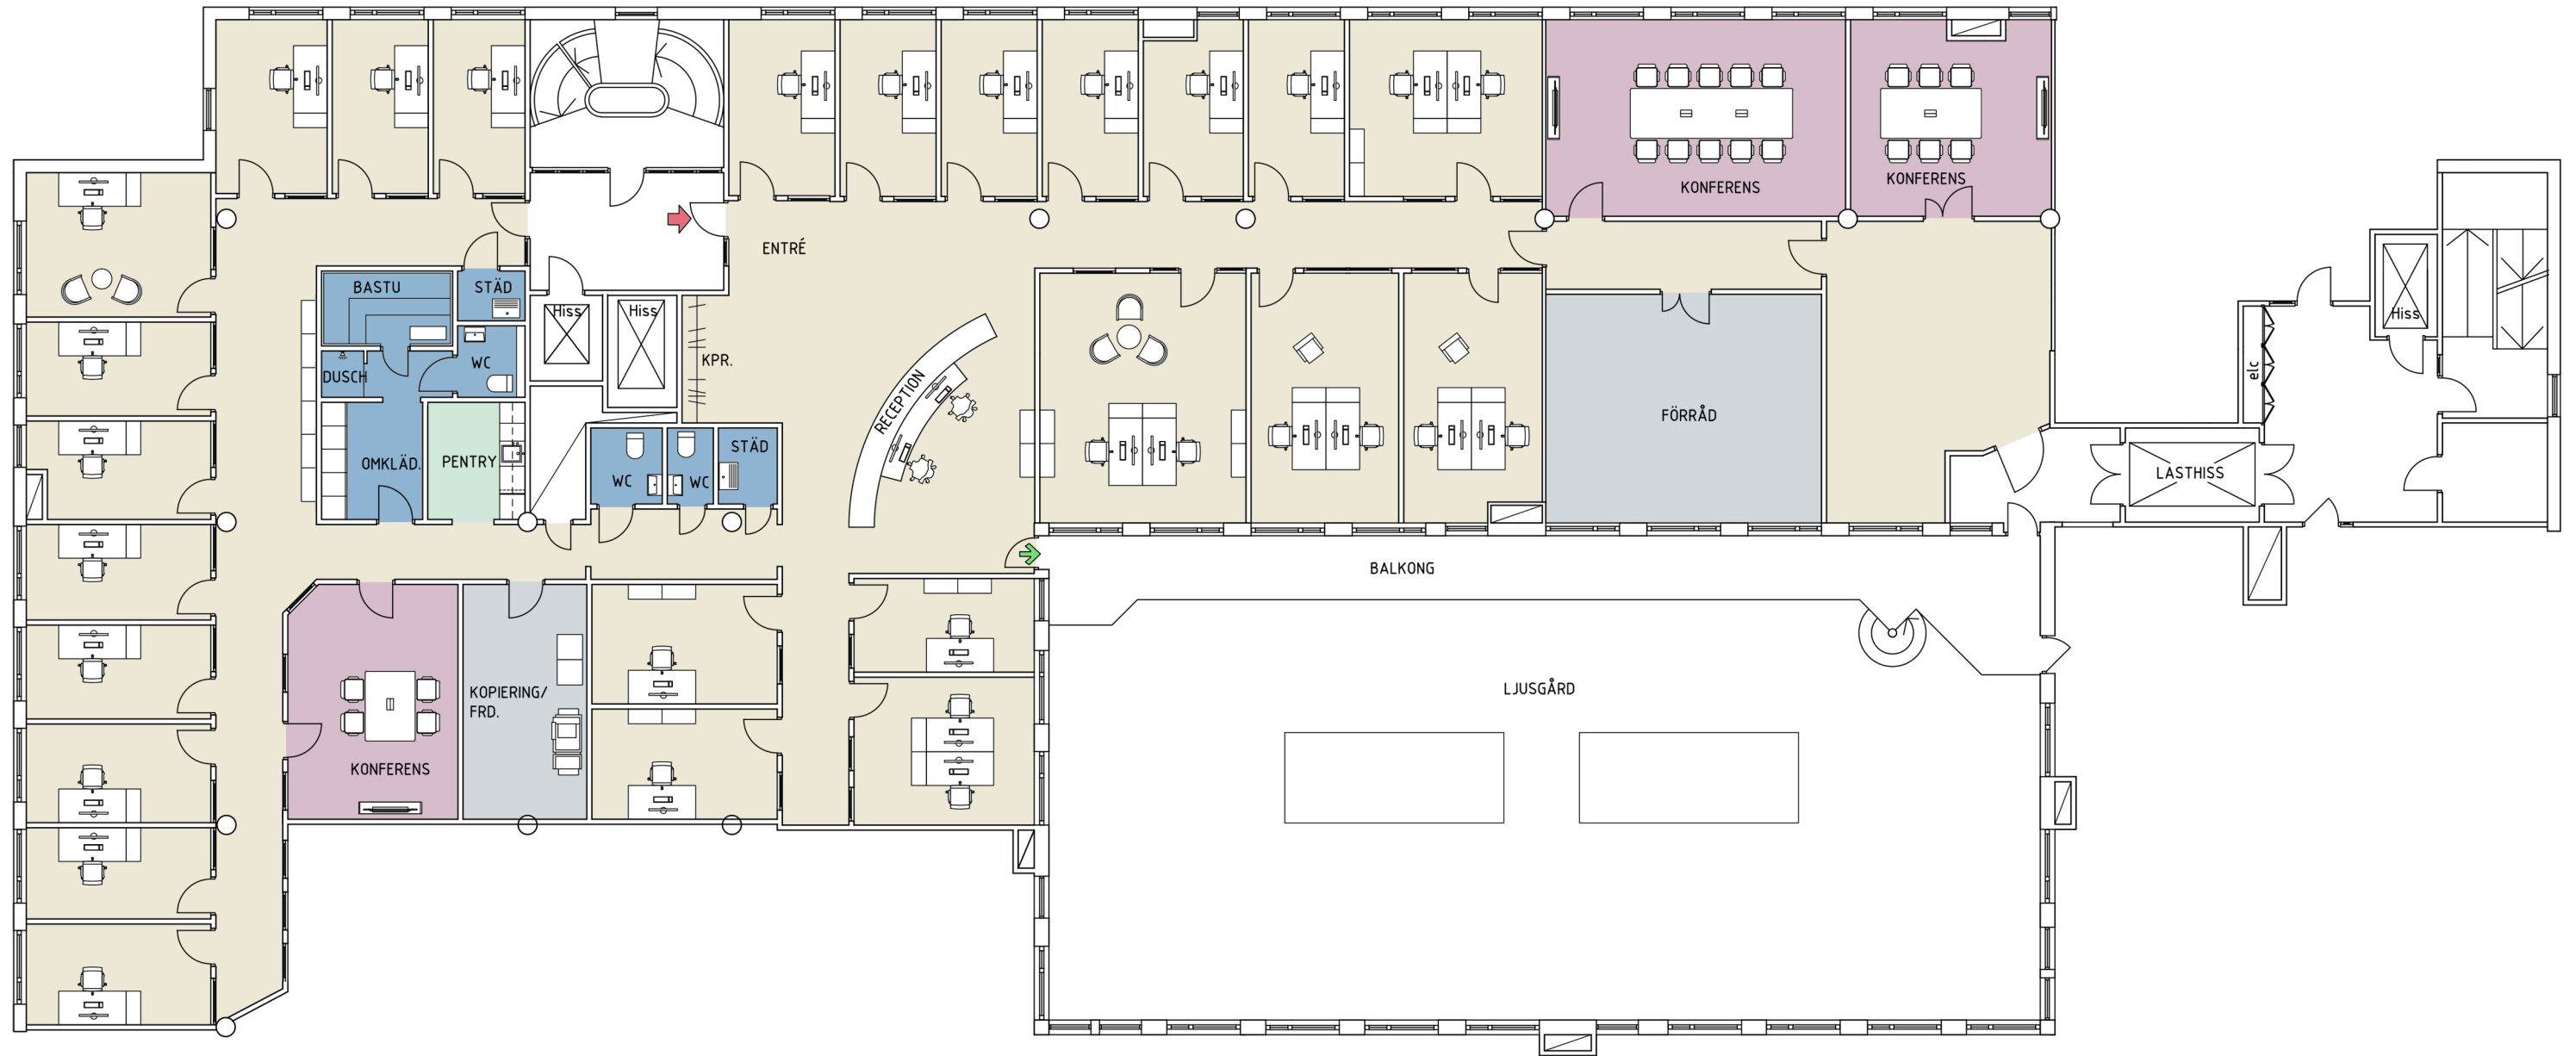 KONFERENS
KONFERENS
ENTRÉ
BASTU
STÄD
Hiss
Hiss
Hiss
KPR.
WC
DUSCH
elc
RECEPTION
FÖRRÅD
OMKLÄD.
PENTRY
STÄD
WC
WC
LASTHISS
BALKONG
KOPIERING/
FRD.
LJUSGÅRD
KONFERENS